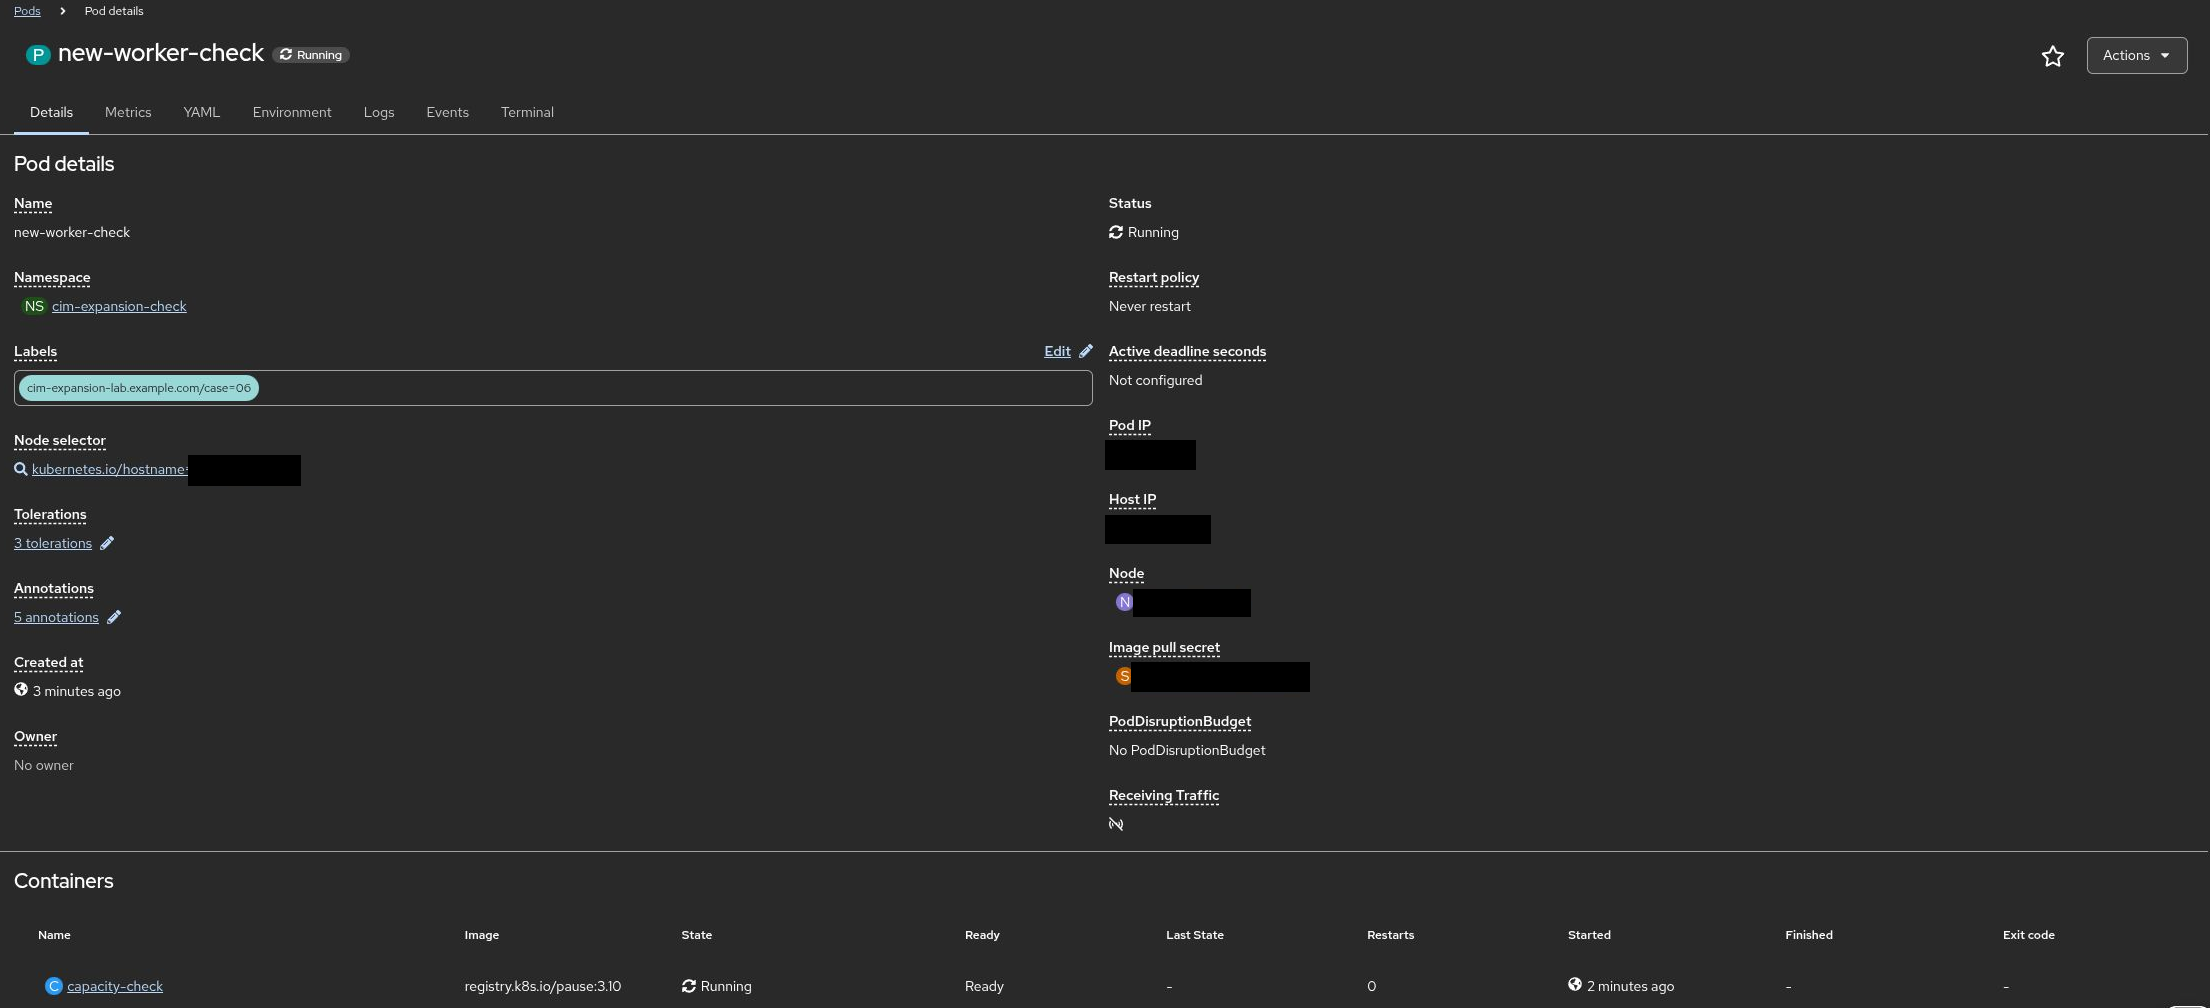 Pods > Pod details
P new-worker-check Running
Actions
Details Metrics YAML Environment Logs Events Terminal
Pod details
Name
new-worker-check
Namespace
NS cim-expansion-check
Labels
Edit
cim-expansion-lab.example.com/case=06
Node selector
kubernetes.io/hostname=
Tolerations
3 tolerations
Annotations
5 annotations
Created at
3 minutes ago
Owner
No owner
Status
Running
Restart policy
Never restart
Active deadline seconds
Not configured
Pod IP
Host IP
Node
N
Image pull secret
S
PodDisruptionBudget
No PodDisruptionBudget
Receiving Traffic
Containers
Name Image State Ready Last State Restarts Started Finished Exit code
C capacity-check registry.k8s.io/pause:3.10 Running Ready - 0 2 minutes ago - -